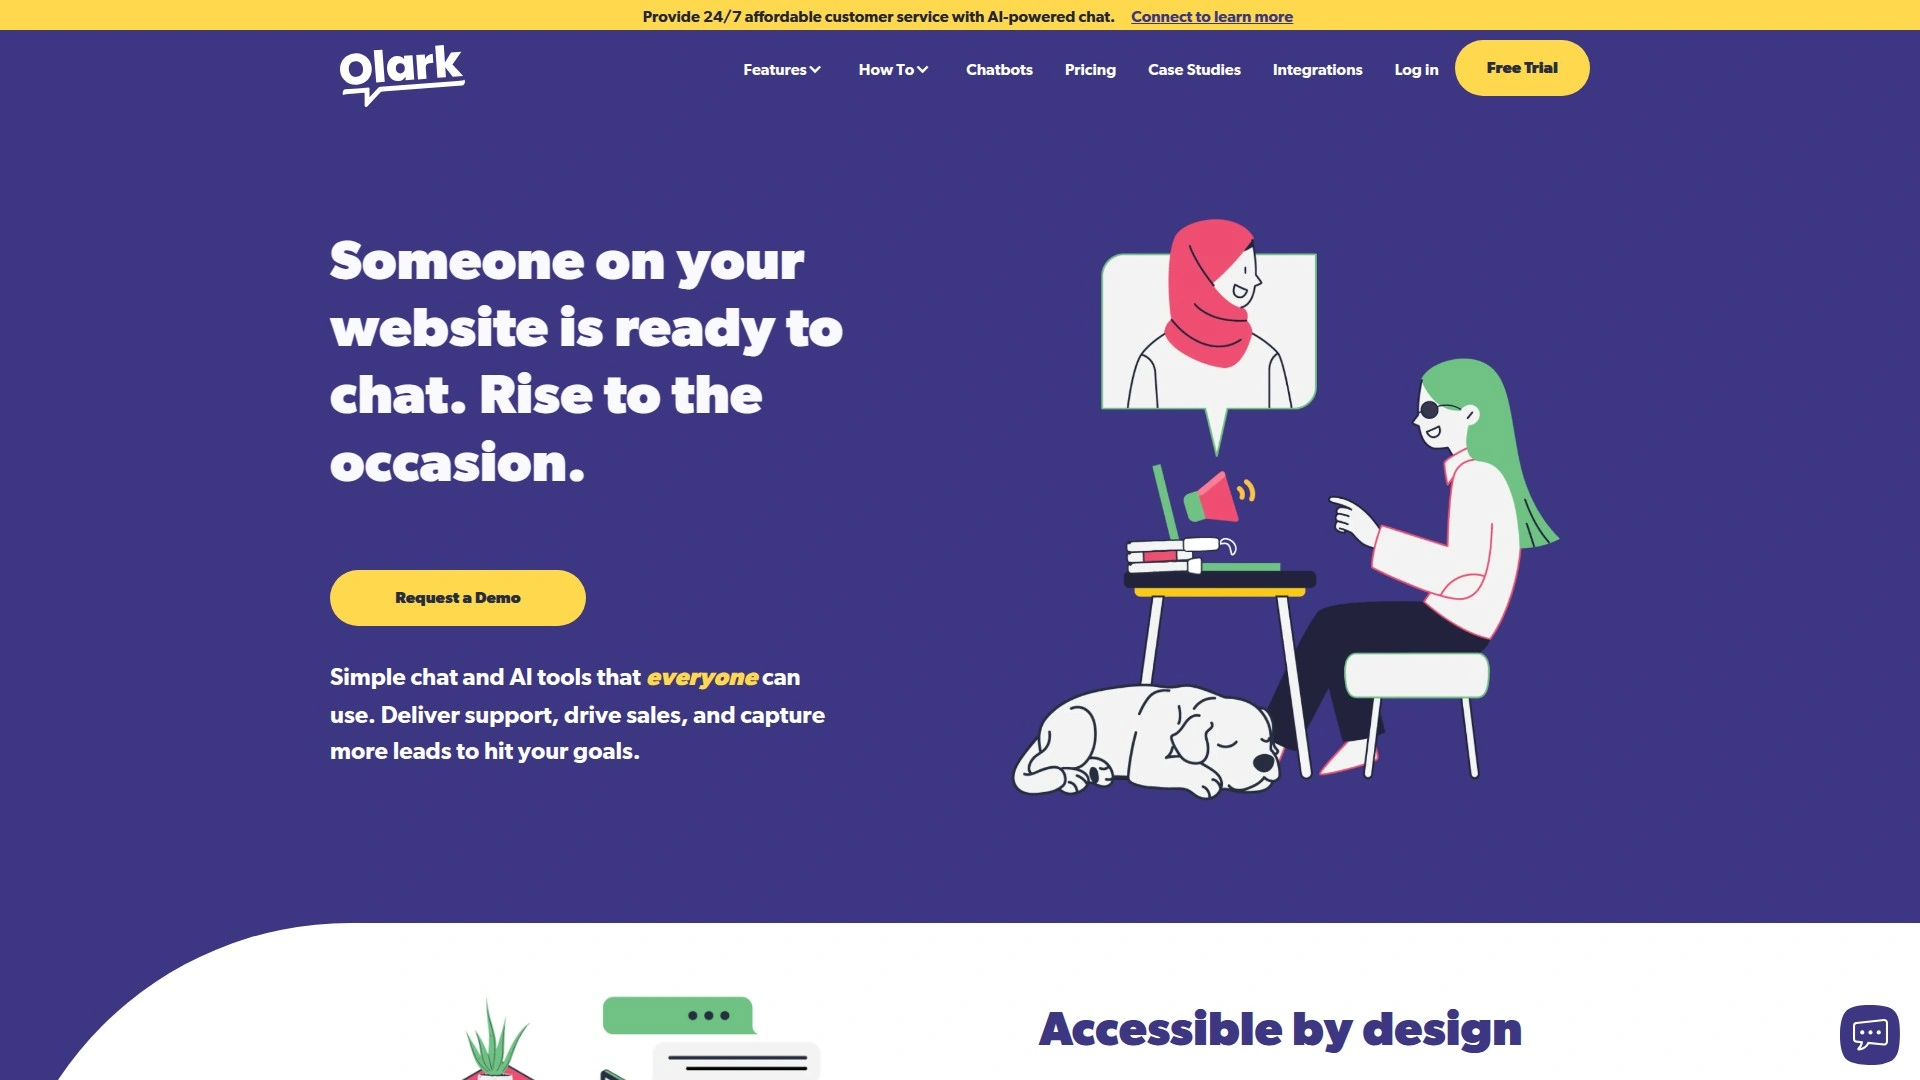 Provide 24/7 affordable customer service with AI-powered chat. Connect to learn more
Olark
Features How To Chatbots Pricing Case Studies Integrations Log in Free Trial
Someone on your
website is ready to
chat. Rise to the
occasion.
Request a Demo
Simple chat and AI tools that everyone can
use. Deliver support, drive sales, and capture
more leads to hit your goals.
Accessible by design